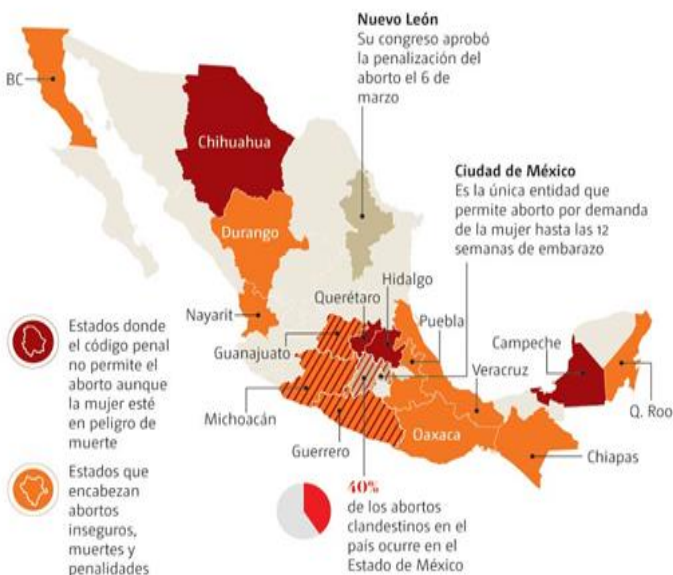 Nuevo León
Su congreso aprobó
la penalización del
aborto el 6 de
marzo
BC
Chihuahua
Ciudad de México
Es la única entidad que
permite aborto por demanda
de la mujer hasta las 12
semanas de embarazo
Durango
Hidalgo
Querétaro
Nayarit
Puebla
Guanajuato
Campeche
Veracruz
Michoacán
Q. Roo
Guerrero
Oaxaca
Chiapas
Estados donde
el código penal
no permite el
aborto aunque
la mujer esté
en peligro de
muerte
Estados que
encabezan
abortos
inseguros,
muertes y
penalidades
40%
de los abortos
clandestinos en el
país ocurre en el
Estado de México